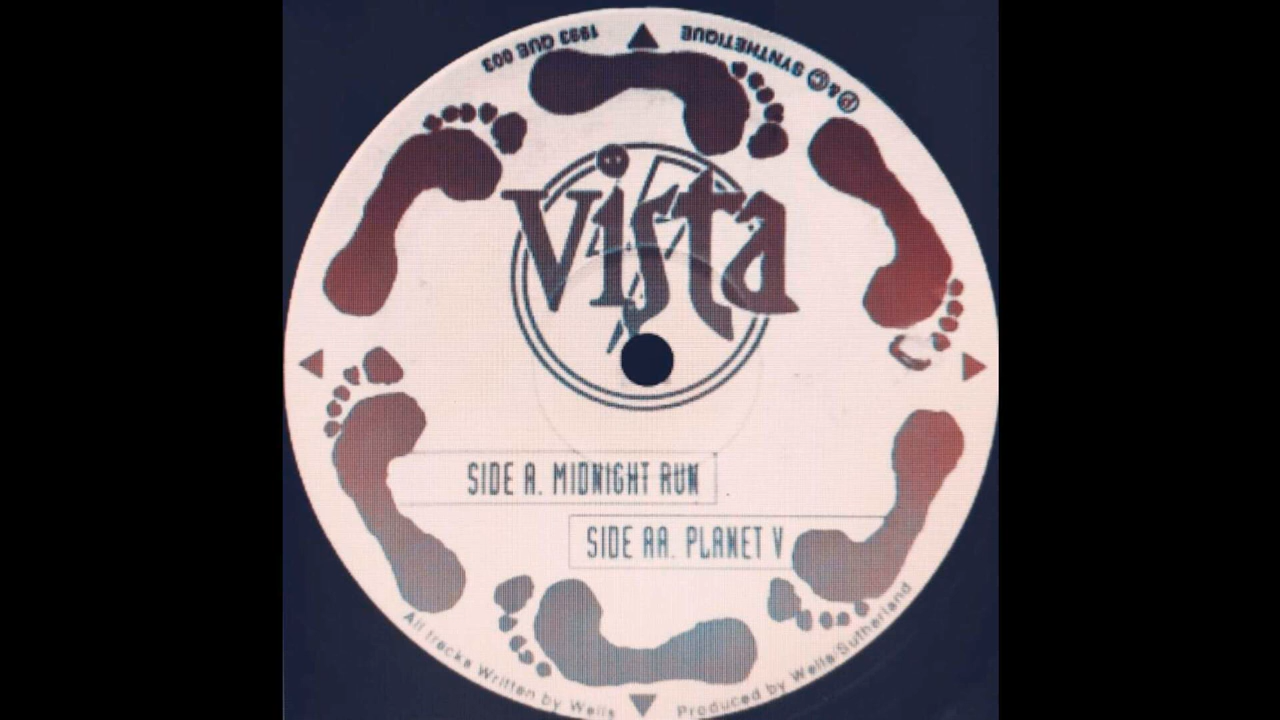 ℗ & © SYNTHETIQUE
1993 QUE 003
Vista
SIDE A. MIDNIGHT RUN
SIDE AA. PLANET V
All tracks Written by Wells
Produced by Wells/Sutherland